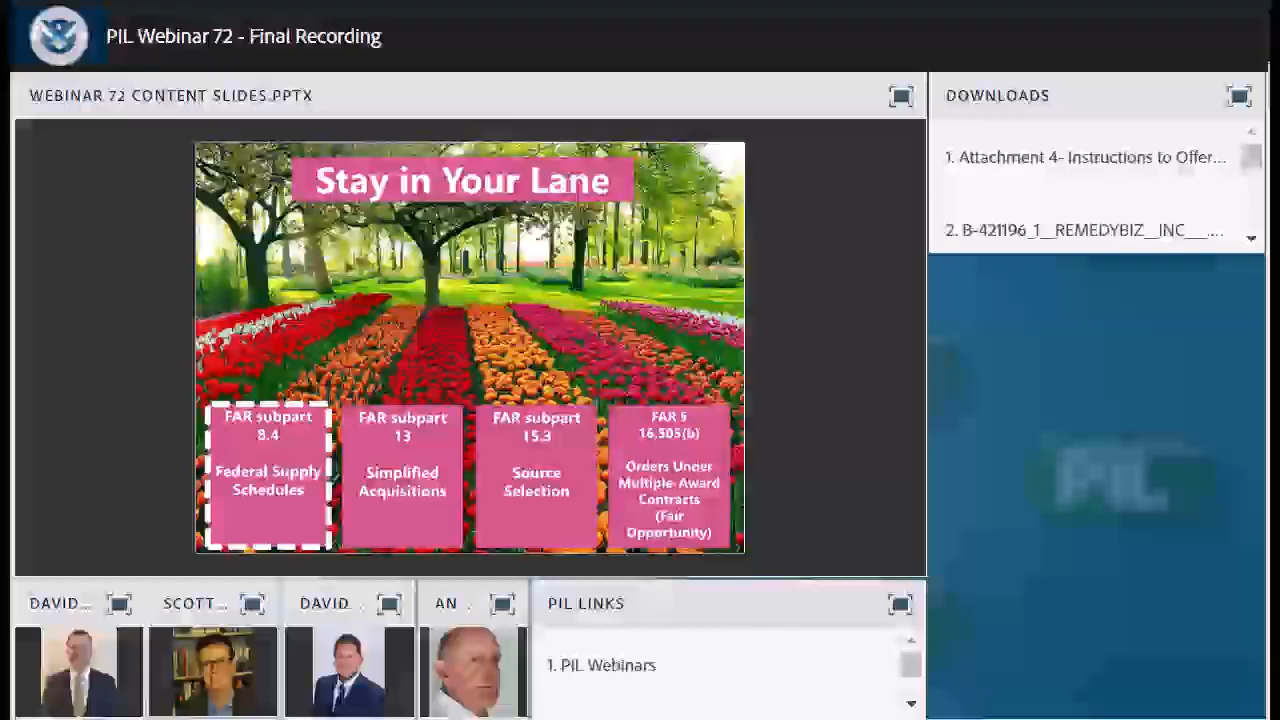 PIL Webinar 72 - Final Recording
WEBINAR 72 CONTENT SLIDES.PPTX
Stay in Your Lane
FAR subpart
8.4
Federal Supply
Schedules
FAR subpart
13
Simplified
Acquisitions
FAR subpart
15.3
Source
Selection
FAR §
16.505(b)
Orders Under
Multiple-Award
Contracts
(Fair
Opportunity)
DOWNLOADS
1. Attachment 4- Instructions to Offer...
2. B-421196_1__REMEDYBIZ__INC___....
PIL
DAVID...
SCOTT...
DAVID...
AN...
PIL LINKS
1. PIL Webinars